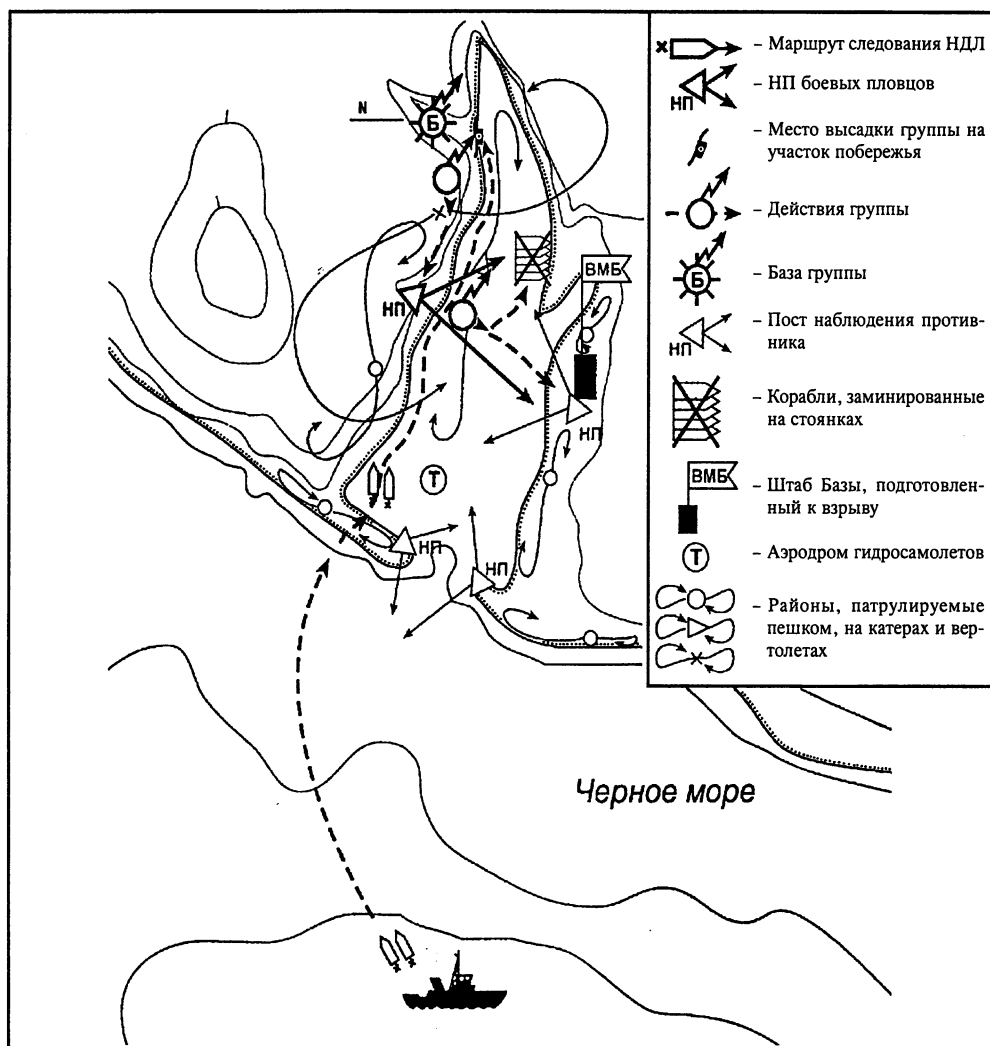 – Маршрут следования НДЛ
НП
– НП боевых пловцов
– Место высадки группы на
участок побережья
– Действия группы
Б
– База группы
НП
– Пост наблюдения против-
ника
– Корабли, заминированные
на стоянках
ВМБ
– Штаб Базы, подготовлен-
ный к взрыву
Т
– Аэродром гидросамолетов
– Районы, патрулируемые
пешком, на катерах и вер-
толетах
N
Б
ВМБ
НП
НП
Т
НП
НП
Черное море